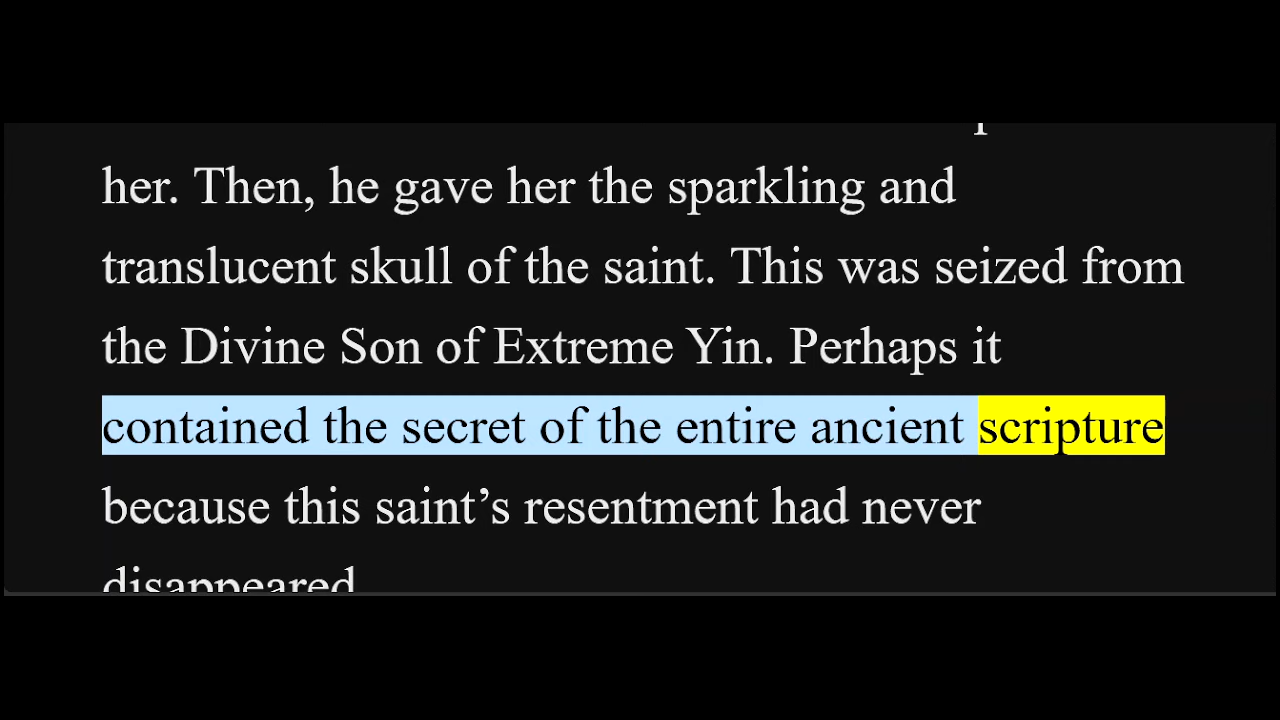 her. Then, he gave her the sparkling and
translucent skull of the saint. This was seized from
the Divine Son of Extreme Yin. Perhaps it
contained the secret of the entire ancient scripture
because this saint’s resentment had never
disappeared